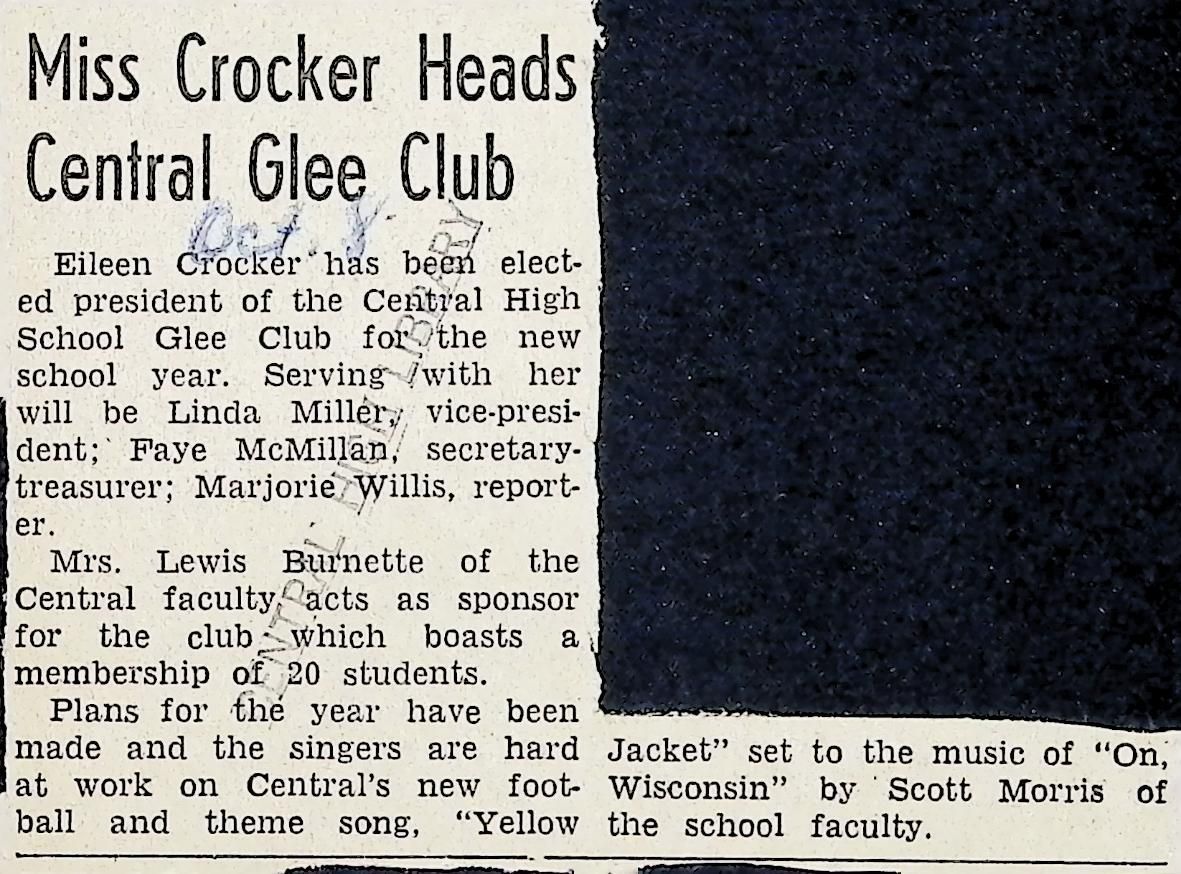 Miss Crocker Heads
Central Glee Club
Oct. 8
Eileen Crocker has been elect-
ed president of the Central High
School Glee Club for the new
school year. Serving with her
will be Linda Miller, vice-presi-
dent; Faye McMillan, secretary-
treasurer; Marjorie Willis, report-
er.
Mrs. Lewis Burnette of the
Central faculty acts as sponsor
for the club which boasts a
membership of 20 students.
Plans for the year have been
made and the singers are hard
at work on Central's new foot-
ball and theme song, "Yellow
Jacket" set to the music of "On,
Wisconsin" by Scott Morris of
the school faculty.
CENTRAL HIGH LIBRARY